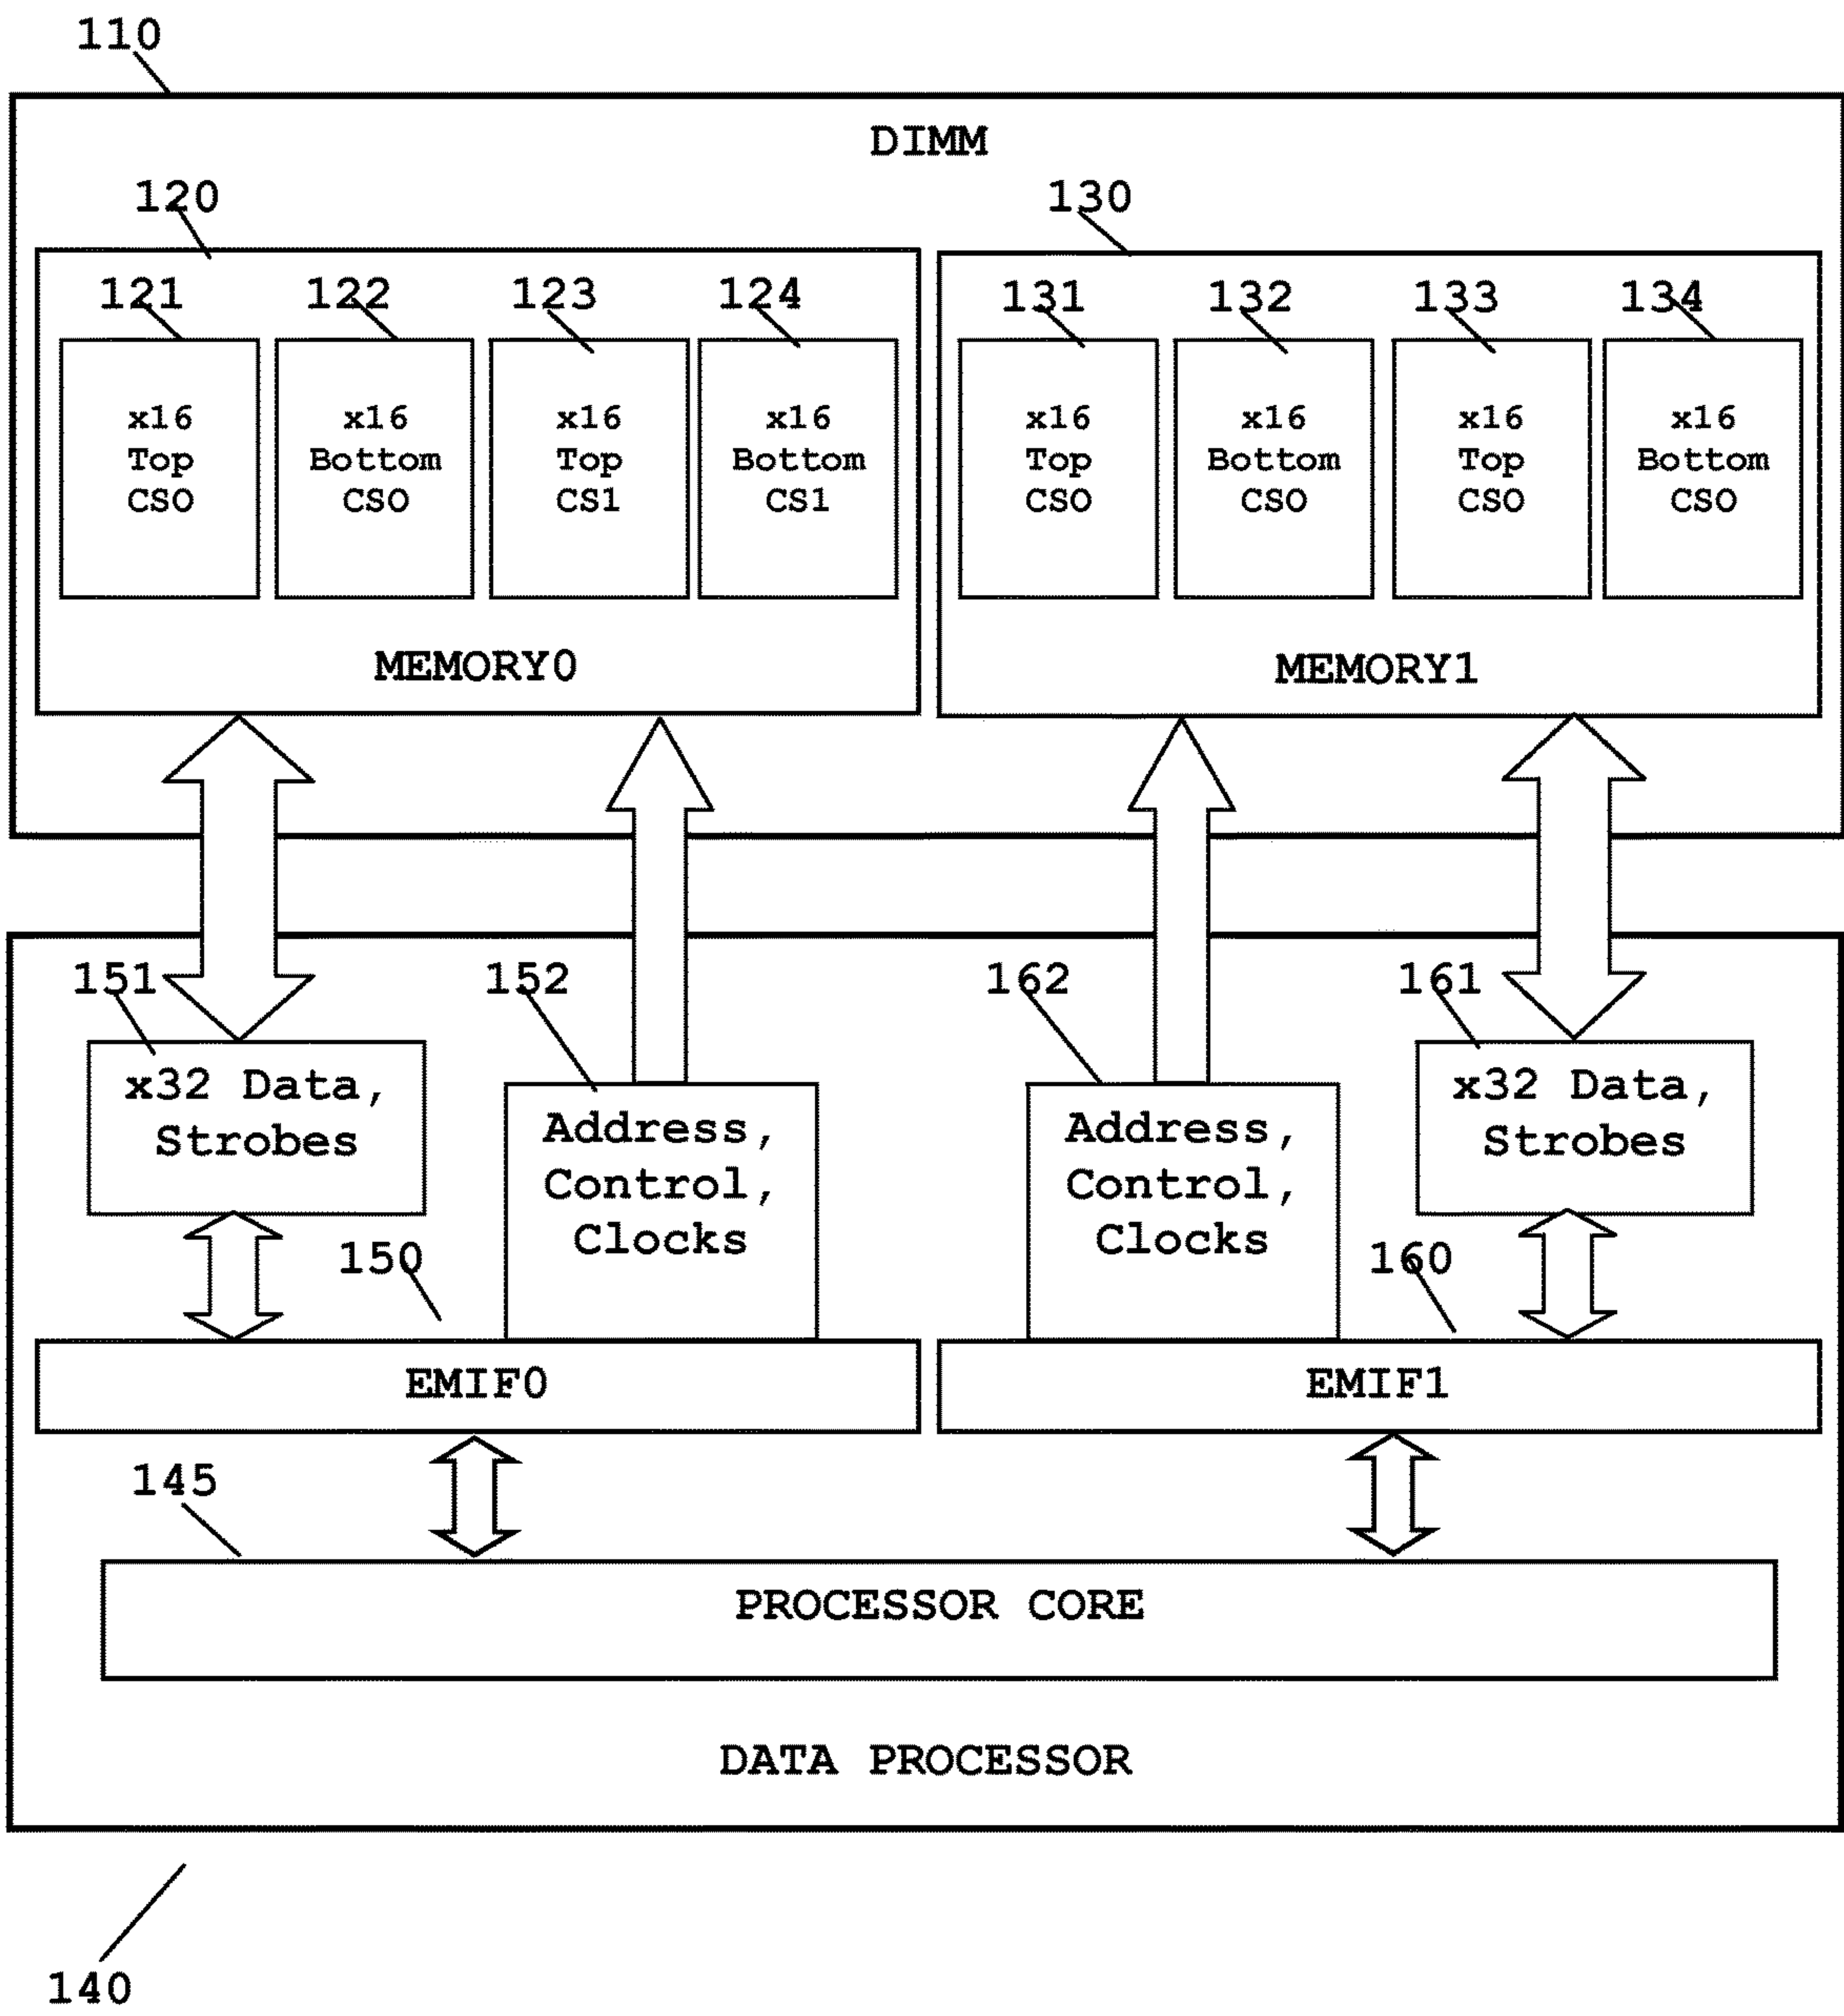 110
DIMM
120
130
121
122
123
124
131
132
133
134
x16
Top
CS0
x16
Bottom
CS0
x16
Top
CS1
x16
Bottom
CS1
x16
Top
CS0
x16
Bottom
CS0
x16
Top
CS0
x16
Bottom
CS0
MEMORY0
MEMORY1
151
152
162
161
x32 Data,
Strobes
Address,
Control,
Clocks
Address,
Control,
Clocks
x32 Data,
Strobes
150
160
EMIF0
EMIF1
145
PROCESSOR CORE
DATA PROCESSOR
140